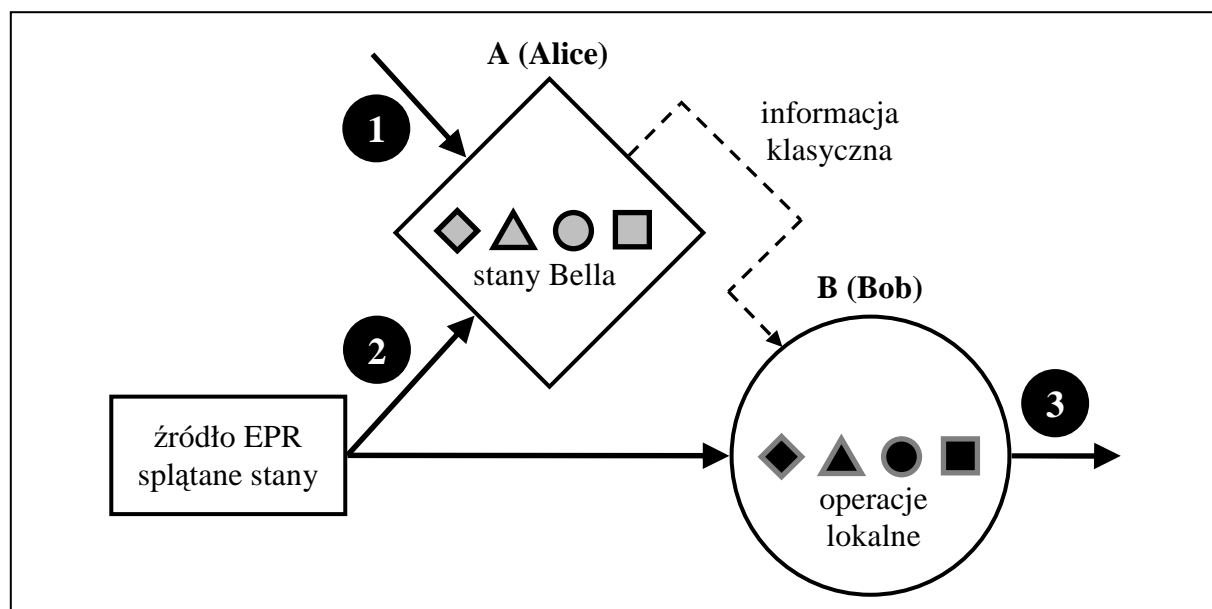 A (Alice)
1
informacja
klasyczna
stany Bella
B (Bob)
2
3
źródło EPR
splątane stany
operacje
lokalne